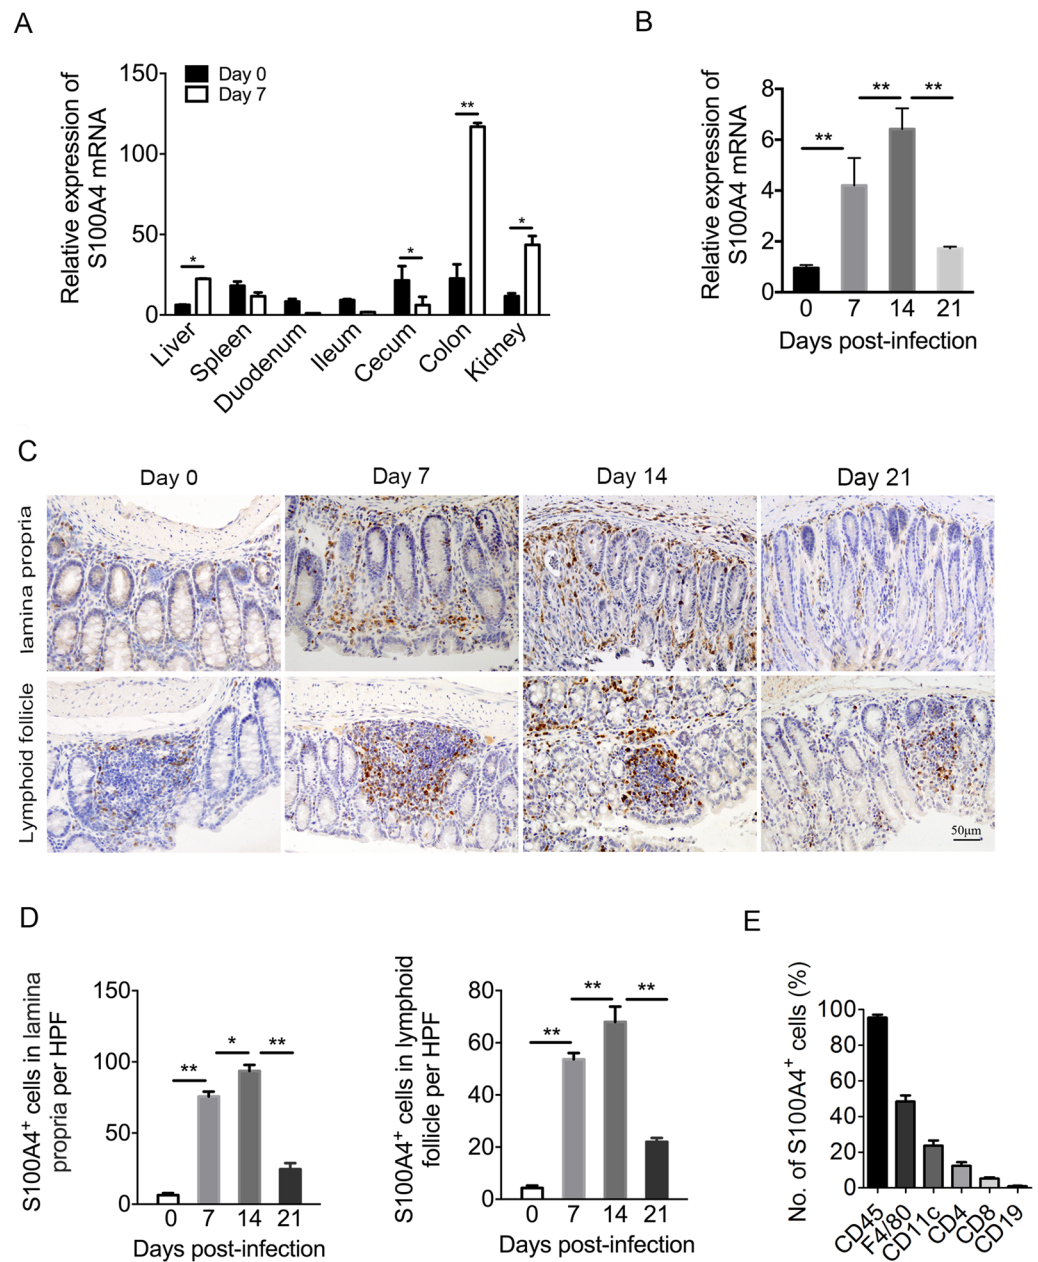 A
Relative expression of
S100A4 mRNA
150
100
50
0
Day 0
Day 7
*
*
**
*
Liver
Spleen
Duodenum
Ileum
Cecum
Colon
Kidney
B
Relative expression of
S100A4 mRNA
8
6
4
2
0
**
**
**
0 7 14 21
Days post-infection
C
Day 0 Day 7 Day 14 Day 21
lamina propria
Lymphoid follicle
50μm
D
S100A4+ cells in lamina
propria per HPF
150
100
50
0
**
*
**
0 7 14 21
Days post-infection
S100A4+ cells in lymphoid
follicle per HPF
80
60
40
20
0
**
**
**
0 7 14 21
Days post-infection
E
No. of S100A4+ cells (%)
100
80
60
40
20
0
CD45
F4/80
CD11c
CD4
CD8
CD19